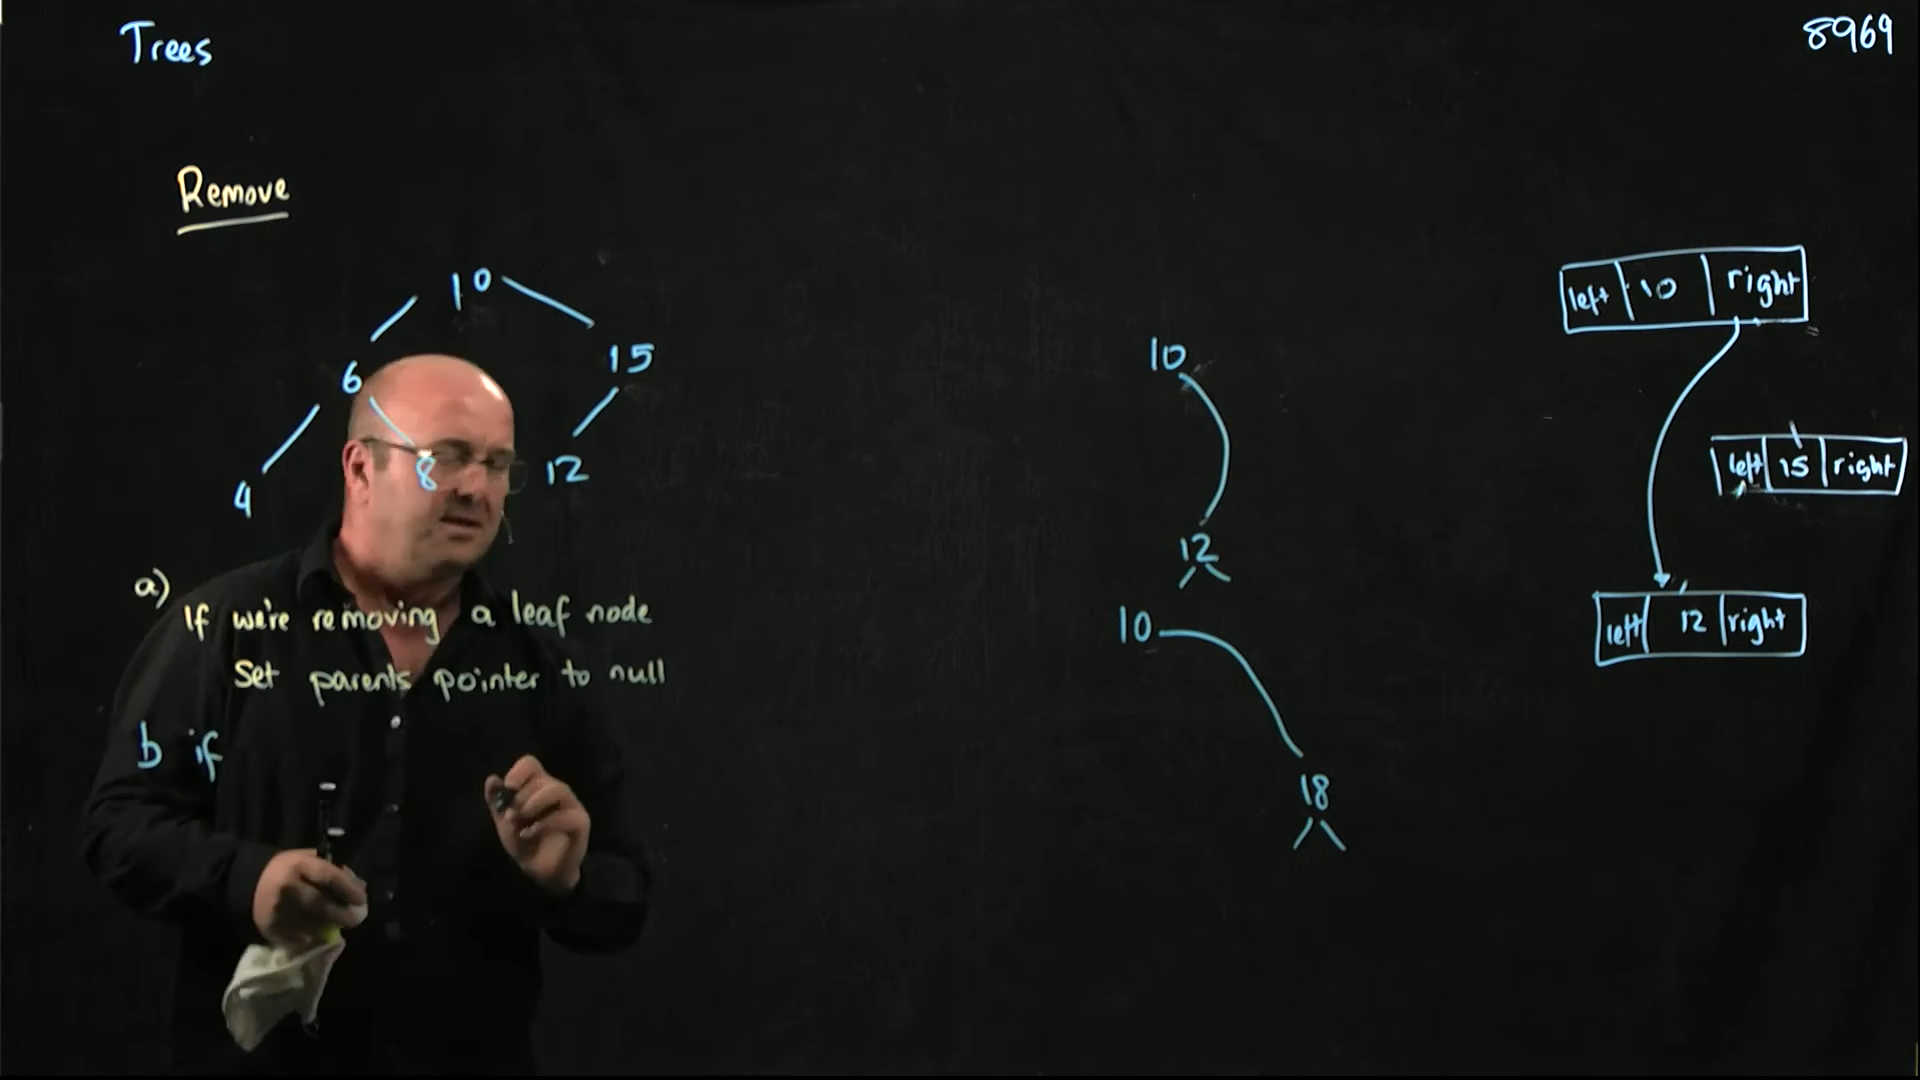 Trees
8969
Remove
10
6
15
4
8
12
a)
If we're removing a leaf node
Set parents pointer to null
b if
10
12
10
18
left 10 right
left 15 right
left 12 right